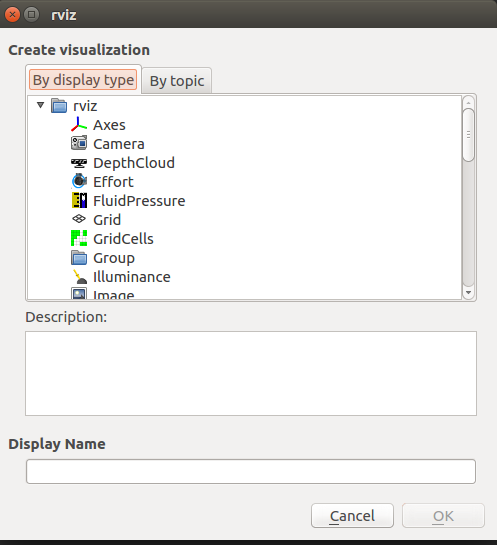 rviz
Create visualization
By display type By topic
rviz
Axes
Camera
DepthCloud
Effort
FluidPressure
Grid
GridCells
Group
Illuminance
Image
Description:
Display Name
Cancel OK